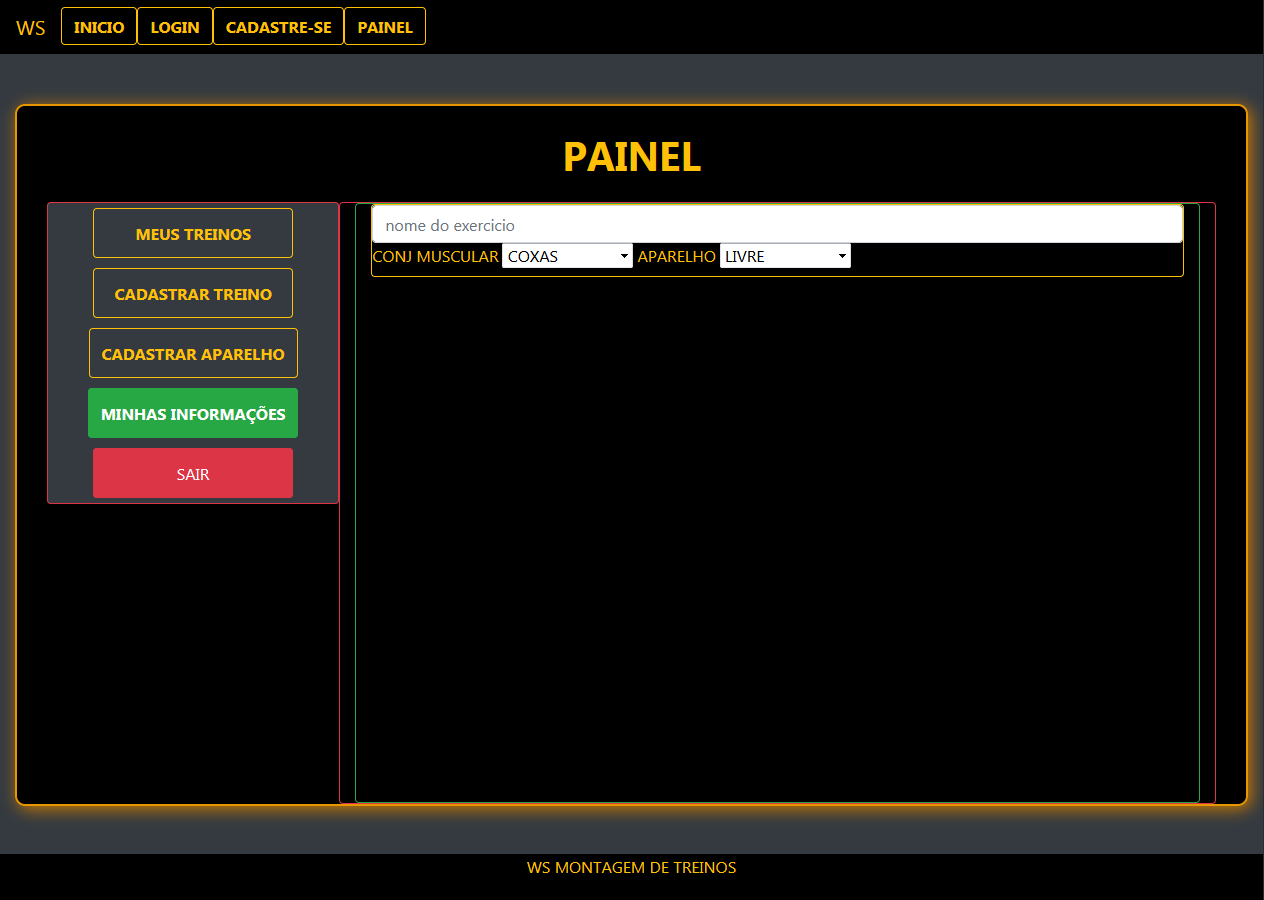 WS INICIO LOGIN CADASTRE-SE PAINEL
PAINEL
MEUS TREINOS
CADASTRAR TREINO
CADASTRAR APARELHO
MINHAS INFORMAÇÕES
SAIR
nome do exercicio
CONJ MUSCULAR COXAS APARELHO LIVRE
WS MONTAGEM DE TREINOS